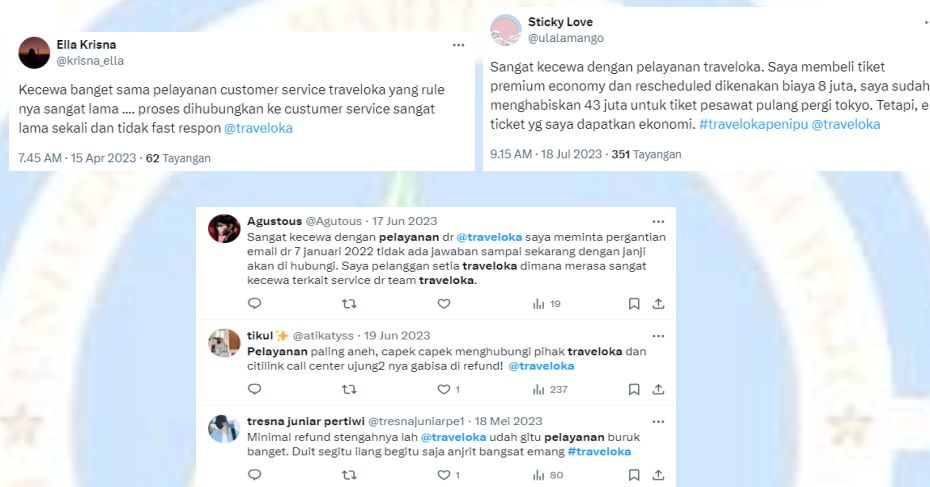 Ella Krisna
@krisna_ella
Kecewa banget sama pelayanan customer service traveloka yang rule
nya sangat lama .... proses dihubungkan ke custumer service sangat
lama sekali dan tidak fast respon @traveloka
7.45 AM · 15 Apr 2023 · 62 Tayangan
Sticky Love
@ulalamango
Sangat kecewa dengan pelayanan traveloka. Saya membeli tiket
premium economy dan rescheduled dikenakan biaya 8 juta, saya sudah
menghabiskan 43 juta untuk tiket pesawat pulang pergi tokyo. Tetapi, e
ticket yg saya dapatkan ekonomi. #travelokapenipu @traveloka
9.15 AM · 18 Jul 2023 · 351 Tayangan
Agustous @Agutous · 17 Jun 2023
Sangat kecewa dengan pelayanan dr @traveloka saya meminta pergantian
email dr 7 januari 2022 tidak ada jawaban sampai sekarang dengan janji
akan di hubungi. Saya pelanggan setia traveloka dimana merasa sangat
kecewa terkait service dr team traveloka.
19
tikul @atikatyss · 19 Jun 2023
Pelayanan paling aneh, capek capek menghubungi pihak traveloka dan
citilink call center ujung2 nya gabisa di refund! @traveloka
1 237
tresna juniar pertiwi @tresnajuniarpe1 · 18 Mei 2023
Minimal refund stengahnya lah @traveloka udah gitu pelayanan buruk
banget. Duit segitu ilang begitu saja anjrit bangsat emang #traveloka
1 80